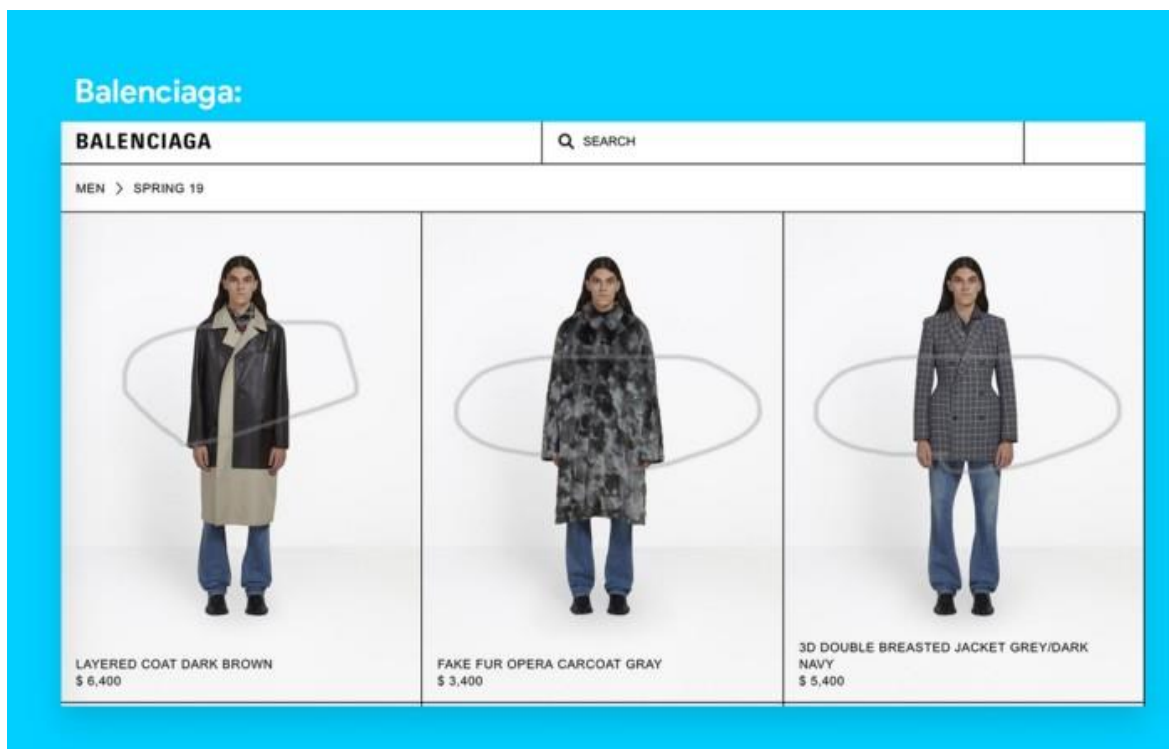 Balenciaga:
BALENCIAGA
SEARCH
MEN > SPRING 19
LAYERED COAT DARK BROWN
$ 6,400
FAKE FUR OPERA CARCOAT GRAY
$ 3,400
3D DOUBLE BREASTED JACKET GREY/DARK
NAVY
$ 5,400